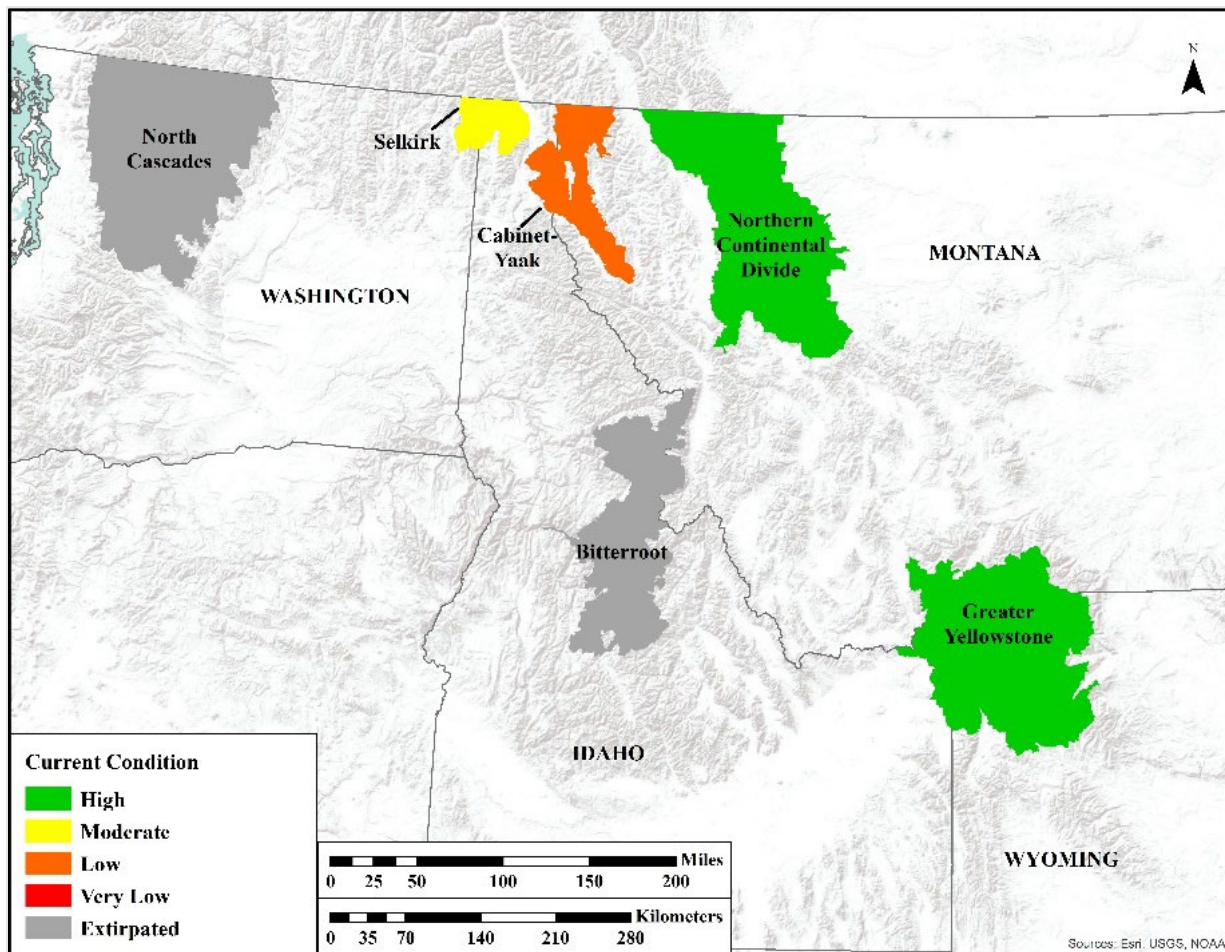 N
North
Cascades
Selkirk
Cabinet-
Yaak
Northern
Continental
Divide
MONTANA
WASHINGTON
Bitterroot
Greater
Yellowstone
IDAHO
WYOMING
Current Condition
High
Moderate
Low
Very Low
Extirpated
Miles
0 25 50 100 150 200
Kilometers
0 35 70 140 210 280
Sources: Esri, USGS, NOAA